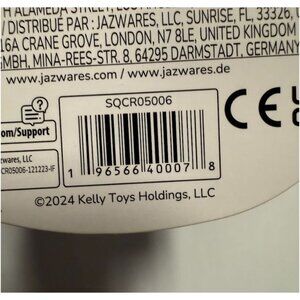 H ALAMEDA STREET,
/ DISTRIBUÉ PAR : JAZWARES, LLC, SUNRISE, FL, 33326,
16A CRANE GROVE, LONDON, N7 8LE, UNITED KINGDOM
GMBH, MINA-REES-STR. 8, 64295 DARMSTADT, GERMANY
www.jazwares.com / www.jazwares.de
SQCR05006
om/Support
zwares, LLC
CR05006-121223-IF
1 96566 40007 8
CE
©2024 Kelly Toys Holdings, LLC